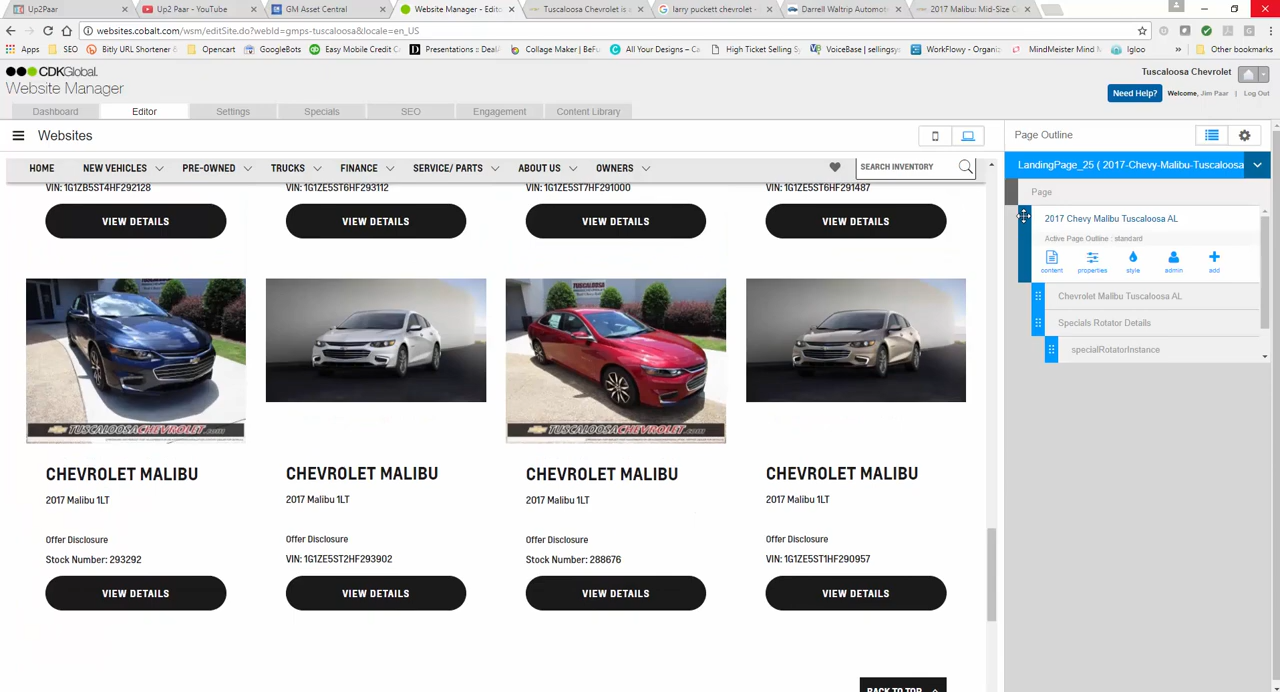 Up2Paar
Up2 Paar - YouTube
GM Asset Central
Website Manager - Edito
Tuscaloosa Chevrolet is a
larry puckett chevrolet -
Darrell Waltrip Automoti
2017 Malibu: Mid-Size C
websites.cobalt.com/wsm/editSite.do?webId=gmps-tuscaloosa&locale=en_US
Apps SEO Bitly URL Shortener Opencart GoogleBots Easy Mobile Credit C Presentations :: DealA Collage Maker | BeFu All Your Designs – Ca High Ticket Selling Sy VoiceBase | sellingsy WorkFlowy - Organiz MindMeister Mind M Igloo » Other bookmarks
CDKGlobal.
Website Manager
Tuscaloosa Chevrolet
Need Help? Welcome, Jim Paar | Log Out
Dashboard Editor Settings Specials SEO Engagement Content Library
Websites
Page Outline
HOME NEW VEHICLES PRE-OWNED TRUCKS FINANCE SERVICE/ PARTS ABOUT US OWNERS SEARCH INVENTORY
LandingPage_25 ( 2017-Chevy-Malibu-Tuscaloosa
Page
2017 Chevy Malibu Tuscaloosa AL
Active Page Outline : standard
content properties style admin add
Chevrolet Malibu Tuscaloosa AL
Specials Rotator Details
specialRotatorInstance
VIN: 1G1ZB5ST4HF292128 VIN: 1G1ZE5ST6HF293112 VIN: 1G1ZE5ST7HF291000 VIN: 1G1ZE5ST6HF291487
VIEW DETAILS VIEW DETAILS VIEW DETAILS VIEW DETAILS
TUSCALOOSACHEVROLET.com TUSCALOOSACHEVROLET.com
CHEVROLET MALIBU CHEVROLET MALIBU CHEVROLET MALIBU CHEVROLET MALIBU
2017 Malibu 1LT 2017 Malibu 1LT 2017 Malibu 1LT 2017 Malibu 1LT
Offer Disclosure Offer Disclosure Offer Disclosure Offer Disclosure
Stock Number: 293292 VIN: 1G1ZE5ST2HF293902 Stock Number: 288676 VIN: 1G1ZE5ST1HF290957
VIEW DETAILS VIEW DETAILS VIEW DETAILS VIEW DETAILS
BACK TO TOP